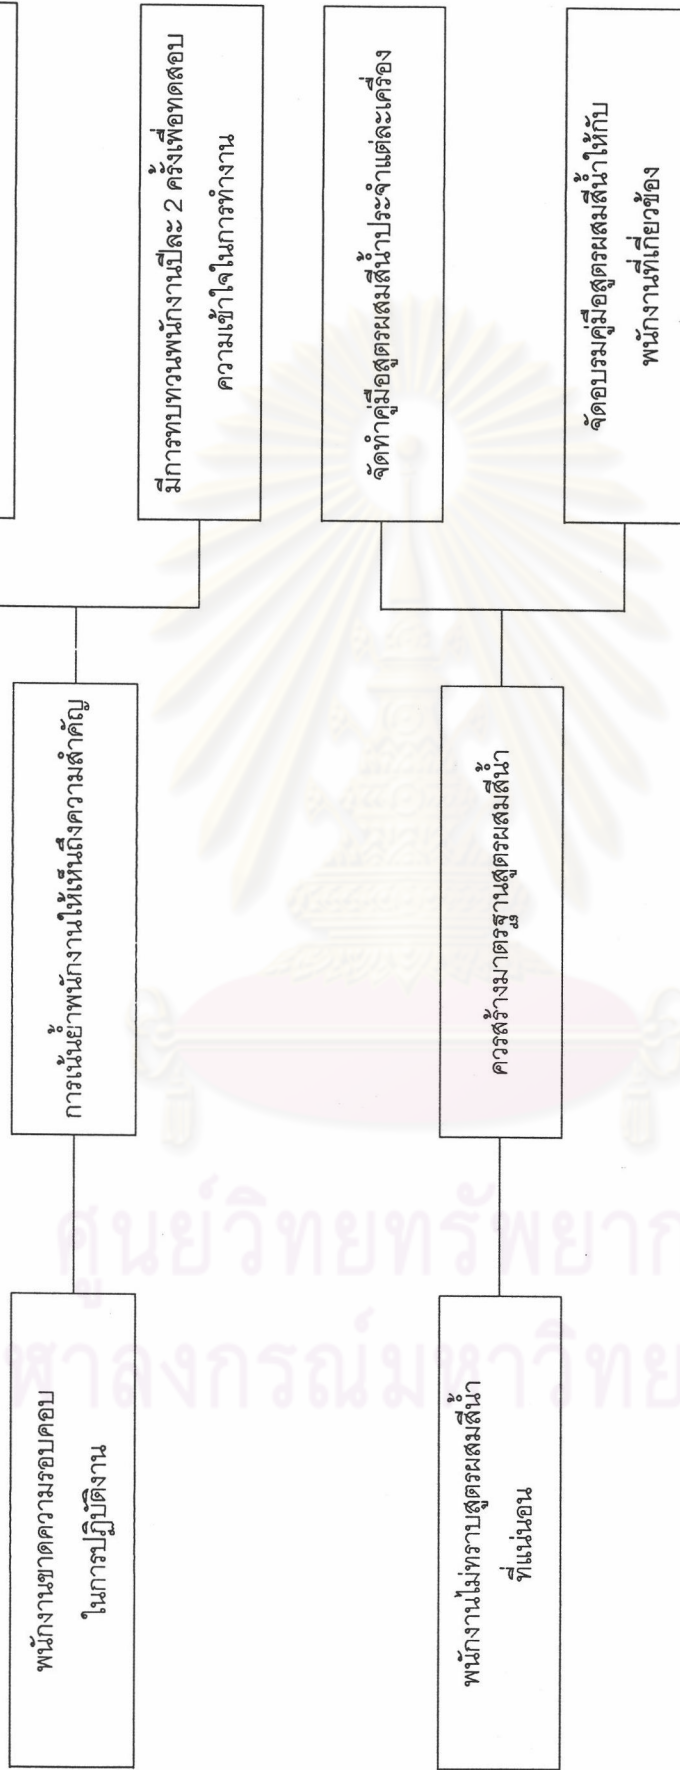 พนักงานขาดความรอบคอบ
ในการปฏิบัติงาน
การเน้นย้ำพนักงานให้เห็นถึงความสำคัญ
มีการทบทวนพนักงานปีละ 2 ครั้งเพื่อทดสอบ
ความเข้าใจในการทำงาน
พนักงานไม่ทราบสูตรผสมสีน้ำ
ที่แน่นอน
ควรสร้างมาตรฐานสูตรผสมสีน้ำ
จัดทำคู่มือสูตรผสมสีน้ำประจำแต่ละเครื่อง
จัดอบรมคู่มือสูตรผสมสีน้ำให้กับ
พนักงานที่เกี่ยวข้อง
ศูนย์วิทยทรัพยาก
ฬาลงกรณ์มหาวิทย